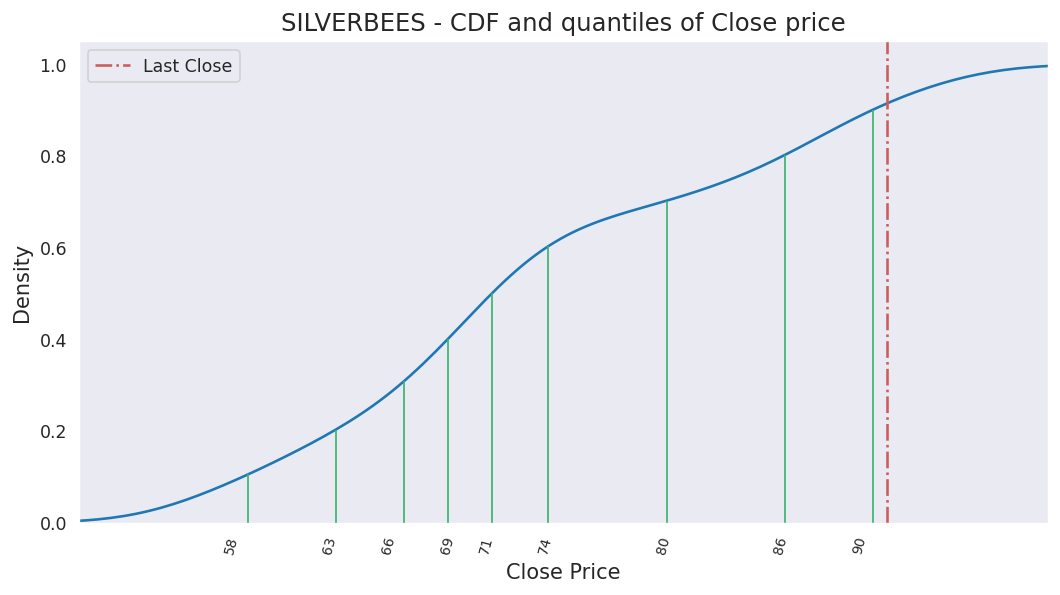 SILVERBEES - CDF and quantiles of Close price
Last Close
1.0
0.8
0.6
0.4
0.2
0.0
Density
58 63 66 69 71 74 80 86 90
Close Price